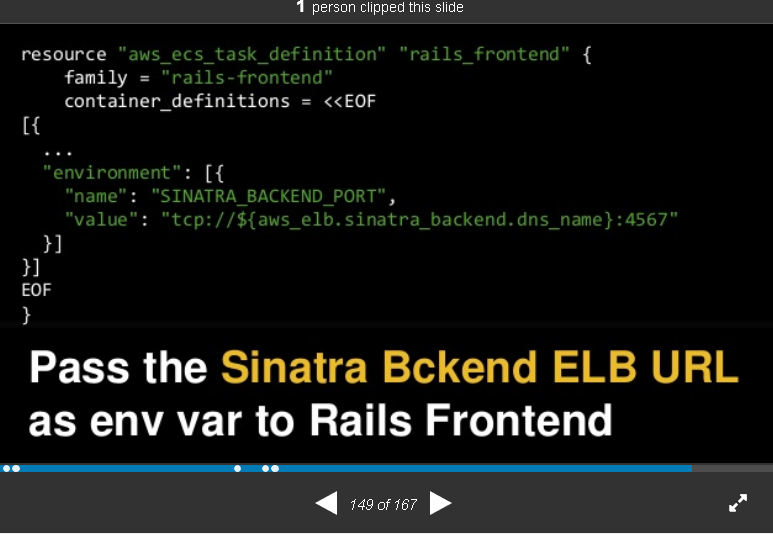 1 person clipped this slide
resource "aws_ecs_task_definition" "rails_frontend" {
    family = "rails-frontend"
    container_definitions = <<EOF
[{
  ...
  "environment": [{
    "name": "SINATRA_BACKEND_PORT",
    "value": "tcp://${aws_elb.sinatra_backend.dns_name}:4567"
  }]
}]
EOF
}
Pass the Sinatra Bckend ELB URL
as env var to Rails Frontend
149 of 167